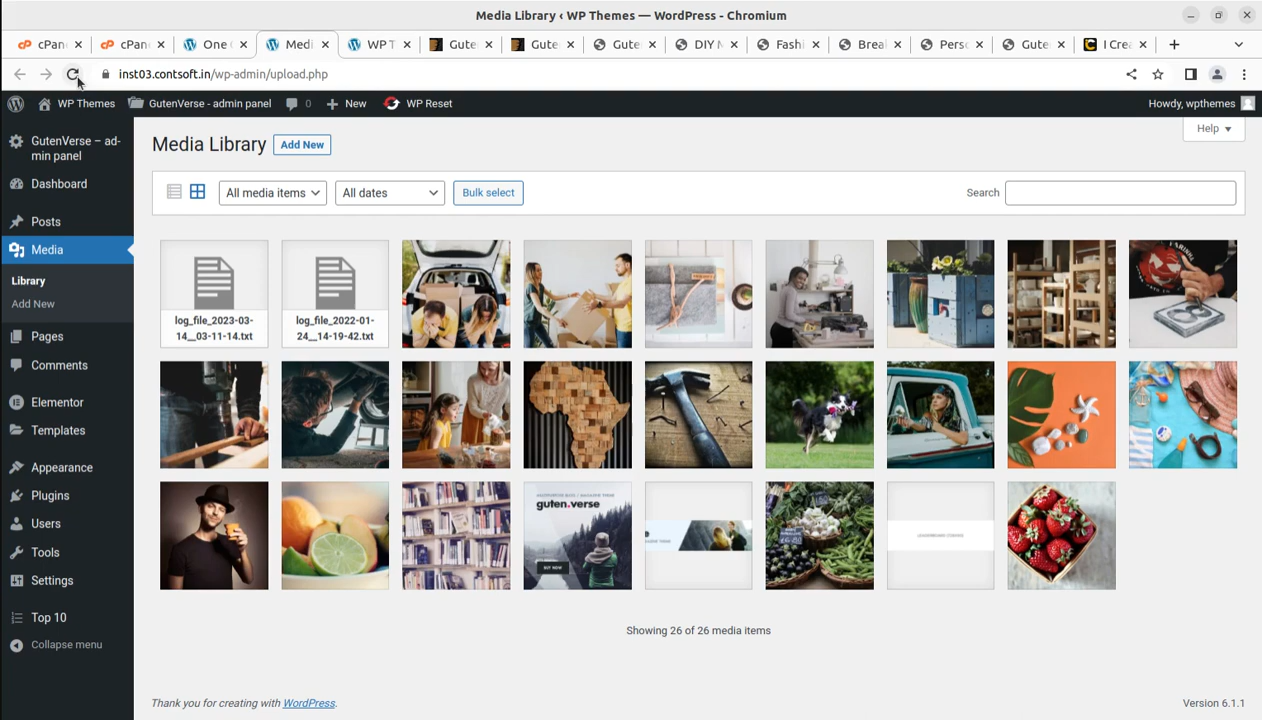 Media Library ‹ WP Themes — WordPress - Chromium
cPan
cPan
One
Medi
WP T
Gute
Gute
Gute
DIY
Fashi
Brea
Pers
Gute
I Cre
inst03.contsoft.in/wp-admin/upload.php
WP Themes
GutenVerse - admin panel
0
New
WP Reset
Howdy, wpthemes
GutenVerse – ad-
min panel
Dashboard
Posts
Media
Library
Add New
Pages
Comments
Elementor
Templates
Appearance
Plugins
Users
Tools
Settings
Top 10
Collapse menu
Help
Media Library
Add New
All media items
All dates
Bulk select
Search
log_file_2023-03-
14__03-11-14.txt
log_file_2022-01-
24__14-19-42.txt
guten.verse
BUY NOW
Showing 26 of 26 media items
Thank you for creating with WordPress.
Version 6.1.1